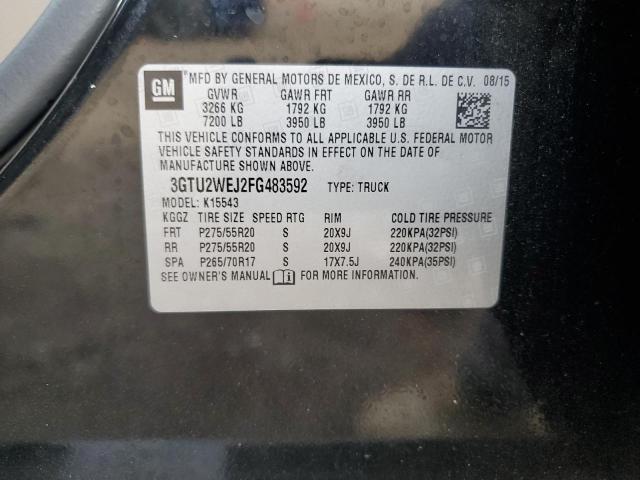 GM MFD BY GENERAL MOTORS DE MEXICO, S. DE R.L. DE C.V. 08/15
GVWR GAWR FRT GAWR RR
3266 KG 1792 KG 1792 KG
7200 LB 3950 LB 3950 LB
THIS VEHICLE CONFORMS TO ALL APPLICABLE U.S. FEDERAL MOTOR
VEHICLE SAFETY STANDARDS IN EFFECT ON THE DATE OF
MANUFACTURE SHOWN ABOVE.
3GTU2WEJ2FG483592 TYPE: TRUCK
MODEL: K15543
KGGZ TIRE SIZE SPEED RTG RIM COLD TIRE PRESSURE
FRT P275/55R20 S 20X9J 220KPA(32PSI)
RR P275/55R20 S 20X9J 220KPA(32PSI)
SPA P265/70R17 S 17X7.5J 240KPA(35PSI)
SEE OWNER'S MANUAL FOR MORE INFORMATION.